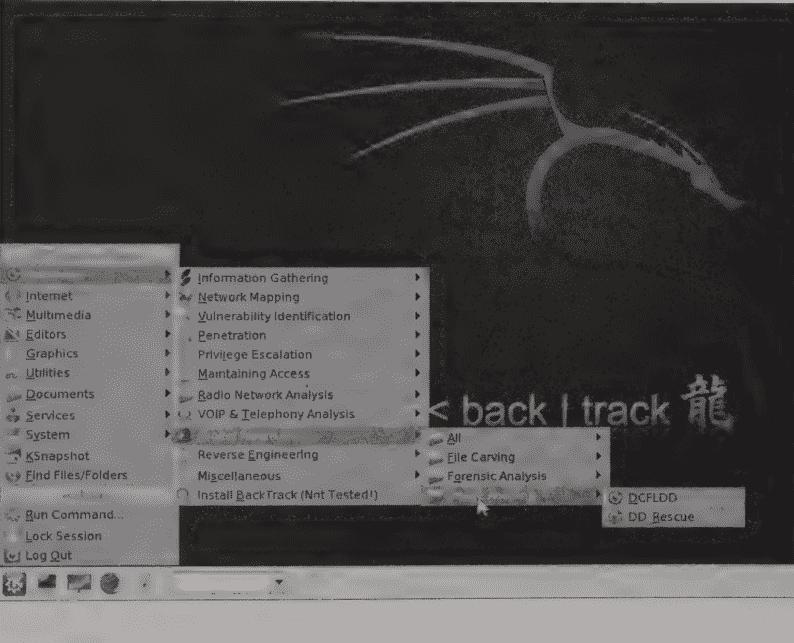 Internet
Multimedia
Editors
Graphics
Utilities
Documents
Services
System
KSnapshot
Find Files/Folders
Run Command...
Lock Session
Log Out
Information Gathering
Network Mapping
Vulnerability Identification
Penetration
Privilege Escalation
Maintaining Access
Radio Network Analysis
VOIP & Telephony Analysis
Reverse Engineering
Miscellaneous
Install BackTrack (Not Tested!)
All
File Carving
Forensic Analysis
DCFLDD
DD_Rescue
< back | track 龍